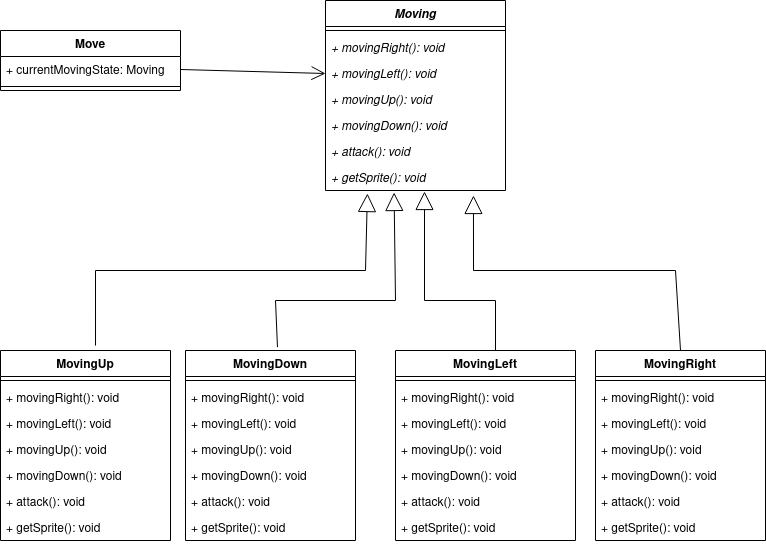 Moving
+ movingRight(): void
+ movingLeft(): void
+ movingUp(): void
+ movingDown(): void
+ attack(): void
+ getSprite(): void
Move
+ currentMovingState: Moving
MovingUp
+ movingRight(): void
+ movingLeft(): void
+ movingUp(): void
+ movingDown(): void
+ attack(): void
+ getSprite(): void
MovingDown
+ movingRight(): void
+ movingLeft(): void
+ movingUp(): void
+ movingDown(): void
+ attack(): void
+ getSprite(): void
MovingLeft
+ movingRight(): void
+ movingLeft(): void
+ movingUp(): void
+ movingDown(): void
+ attack(): void
+ getSprite(): void
MovingRight
+ movingRight(): void
+ movingLeft(): void
+ movingUp(): void
+ movingDown(): void
+ attack(): void
+ getSprite(): void